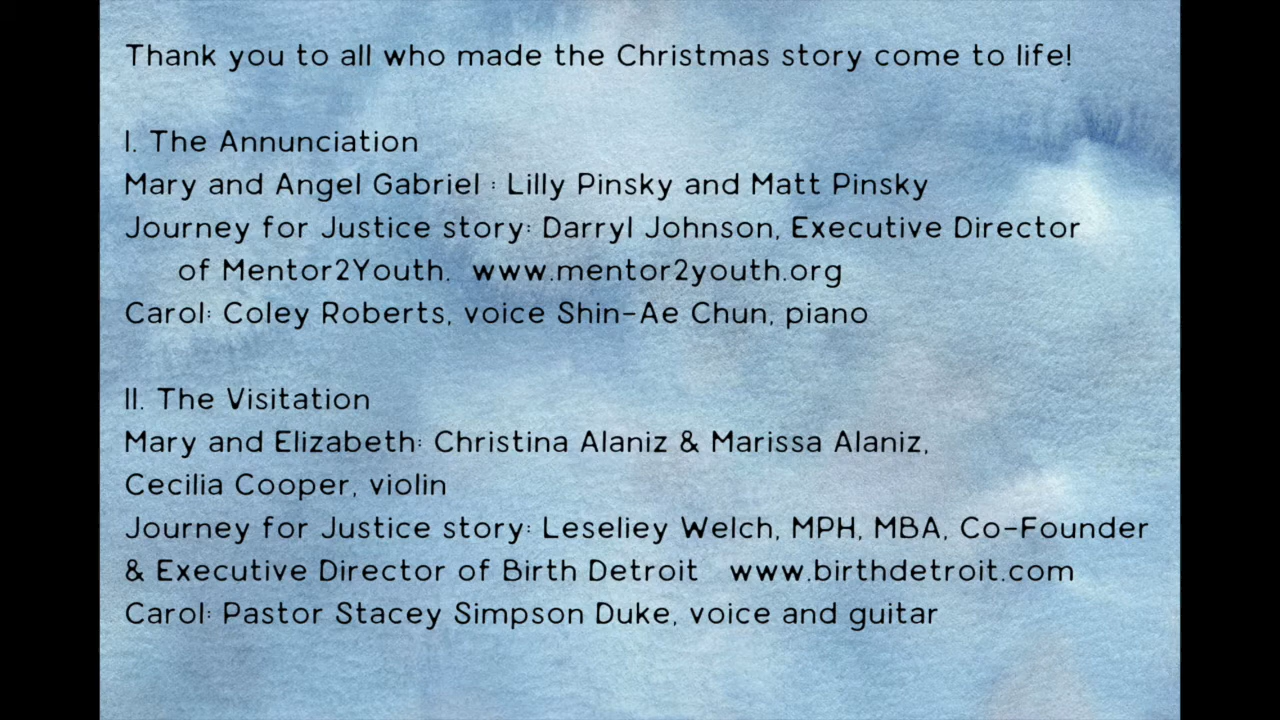 Thank you to all who made the Christmas story come to life!
I. The Annunciation
Mary and Angel Gabriel : Lilly Pinsky and Matt Pinsky
Journey for Justice story: Darryl Johnson, Executive Director
of Mentor2Youth. www.mentor2youth.org
Carol: Coley Roberts, voice Shin-Ae Chun, piano
II. The Visitation
Mary and Elizabeth: Christina Alaniz & Marissa Alaniz,
Cecilia Cooper, violin
Journey for Justice story: Leseliey Welch, MPH, MBA, Co-Founder
& Executive Director of Birth Detroit www.birthdetroit.com
Carol: Pastor Stacey Simpson Duke, voice and guitar